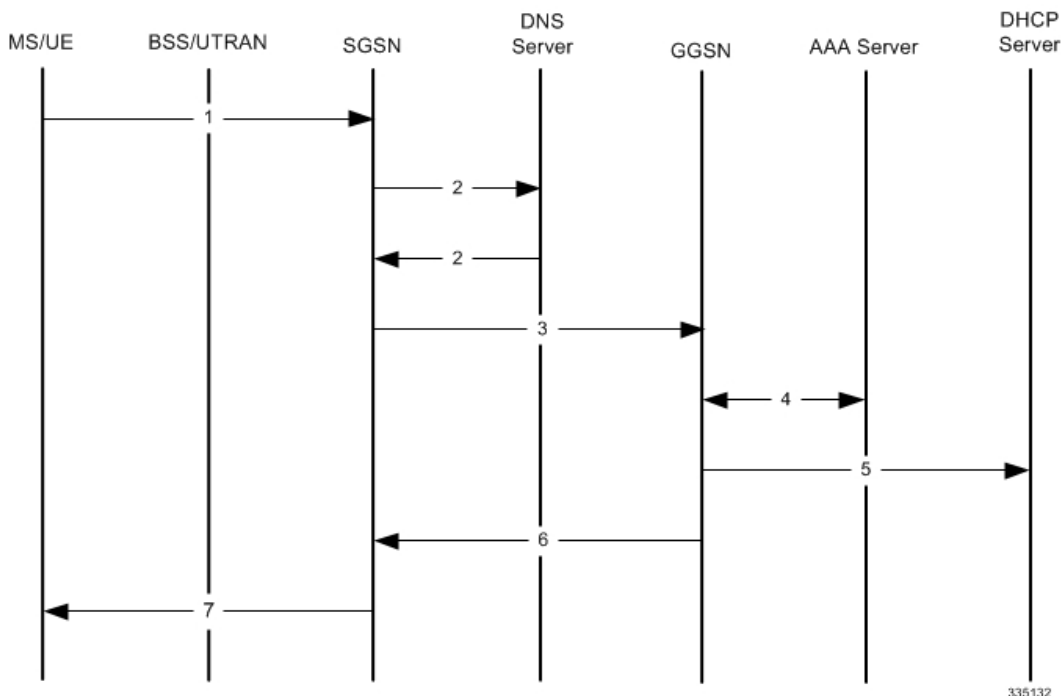 MS/UE
BSS/UTRAN
SGSN
DNS
Server
GGSN
AAA Server
DHCP
Server
1
2
2
3
4
5
6
7
335132